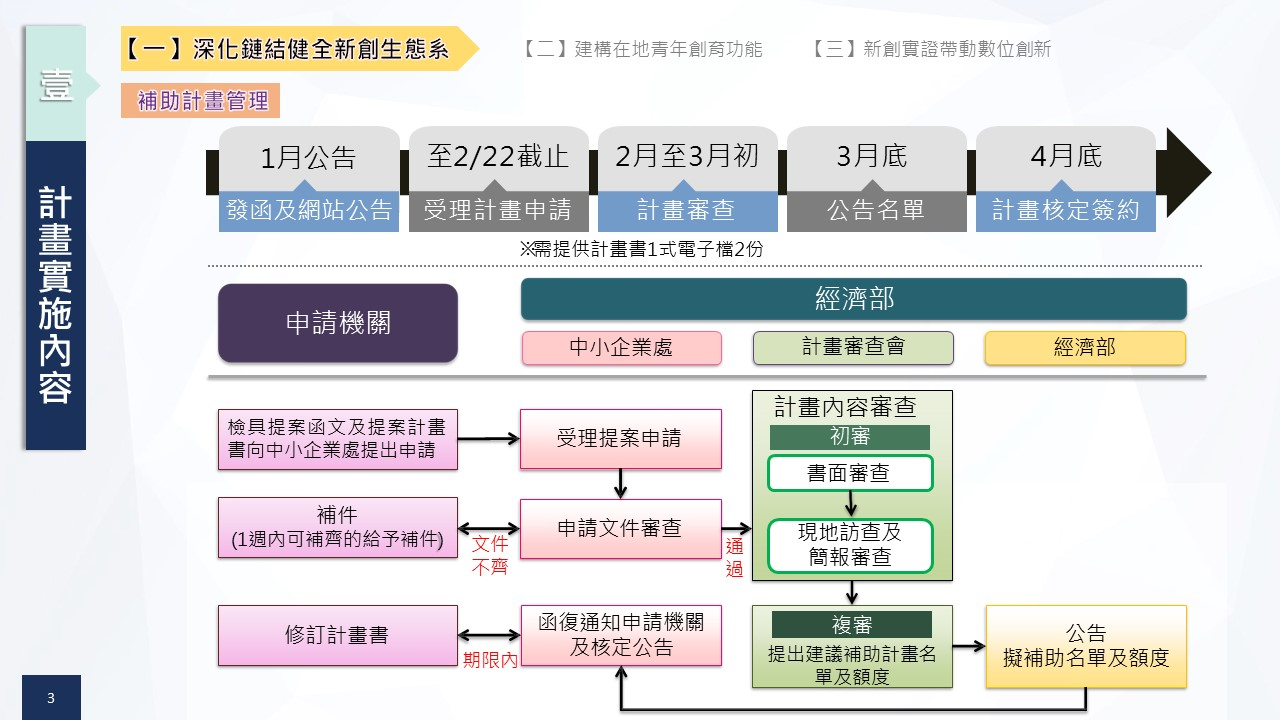 壹
計畫實施內容
【一】深化鏈結健全新創生態系
【二】建構在地青年創育功能
【三】新創實證帶動數位創新
補助計畫管理
1月公告
發函及網站公告
至2/22截止
受理計畫申請
2月至3月初
計畫審查
3月底
公告名單
4月底
計畫核定簽約
※需提供計畫書1式電子檔2份
申請機關
經濟部
中小企業處
計畫審查會
經濟部
檢具提案函文及提案計畫
書向中小企業處提出申請
受理提案申請
計畫內容審查
初審
書面審查
現地訪查及
簡報審查
補件
(1週內可補齊的給予補件)
文件
不齊
申請文件審查
通
過
修訂計畫書
期限內
函復通知申請機關
及核定公告
複審
提出建議補助計畫名
單及額度
公告
擬補助名單及額度
3